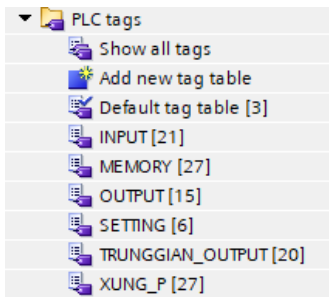 PLC tags
Show all tags
Add new tag table
Default tag table [3]
INPUT [21]
MEMORY [27]
OUTPUT [15]
SETTING [6]
TRUNGGIAN_OUTPUT [20]
XUNG_P [27]